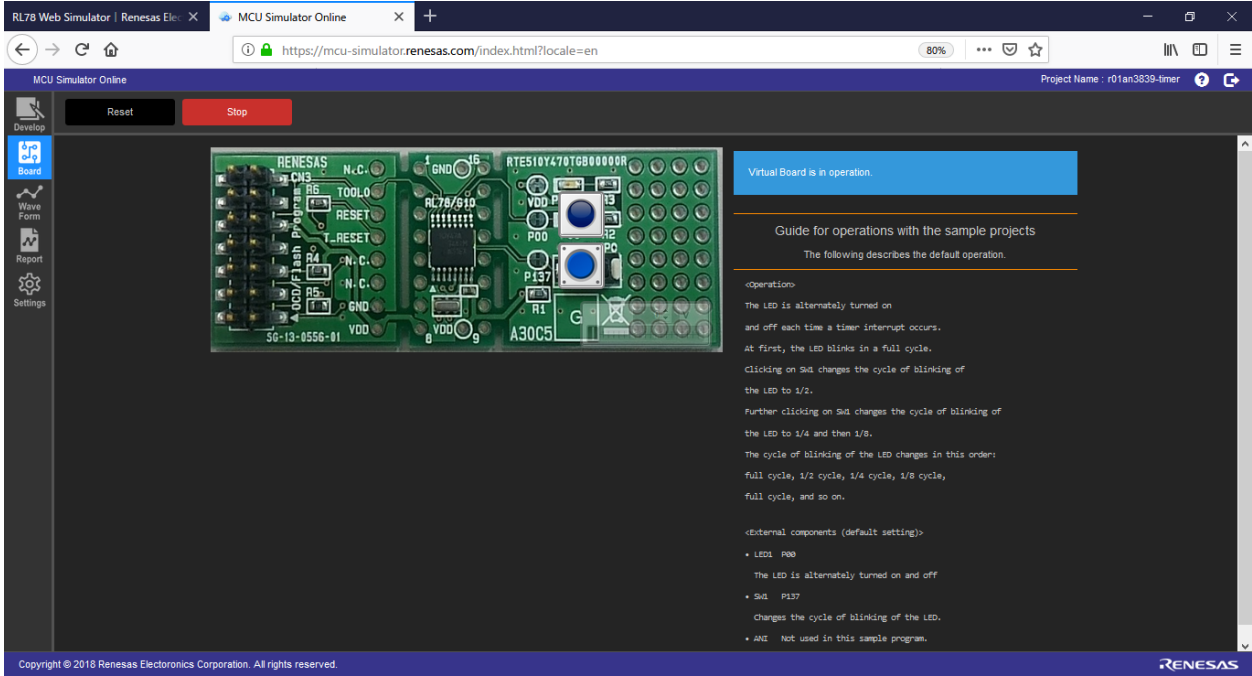 RL78 Web Simulator | Renesas Elec
MCU Simulator Online
https://mcu-simulator.renesas.com/index.html?locale=en
80%
MCU Simulator Online
Project Name : r01an3839-timer
Develop
Reset
Stop
Board
Wave
Form
Report
Settings
RENESAS
CN3
R6
N.C.
TOOL0
RESET
T_RESET
R4
N.C.
R5
N.C.
GND
VDD
OCD/Flash Program
SG-13-0556-01
1
GND
16
RL78/G10
8
VDD
9
RTE510Y470TGB00000R
VDD
R3
P00
R2
P137
R1
A30C5
G
Virtual Board is in operation.
Guide for operations with the sample projects
The following describes the default operation.
<Operation>
The LED is alternately turned on
and off each time a timer interrupt occurs.
At first, the LED blinks in a full cycle.
Clicking on SW1 changes the cycle of blinking of
the LED to 1/2.
Further clicking on SW1 changes the cycle of blinking of
the LED to 1/4 and then 1/8.
The cycle of blinking of the LED changes in this order:
full cycle, 1/2 cycle, 1/4 cycle, 1/8 cycle,
full cycle, and so on.
<External components (default setting)>
• LED1 P00
The LED is alternately turned on and off
• SW1 P137
Changes the cycle of blinking of the LED.
• ANI Not used in this sample program.
Copyright © 2018 Renesas Electoronics Corporation. All rights reserved.
RENESAS